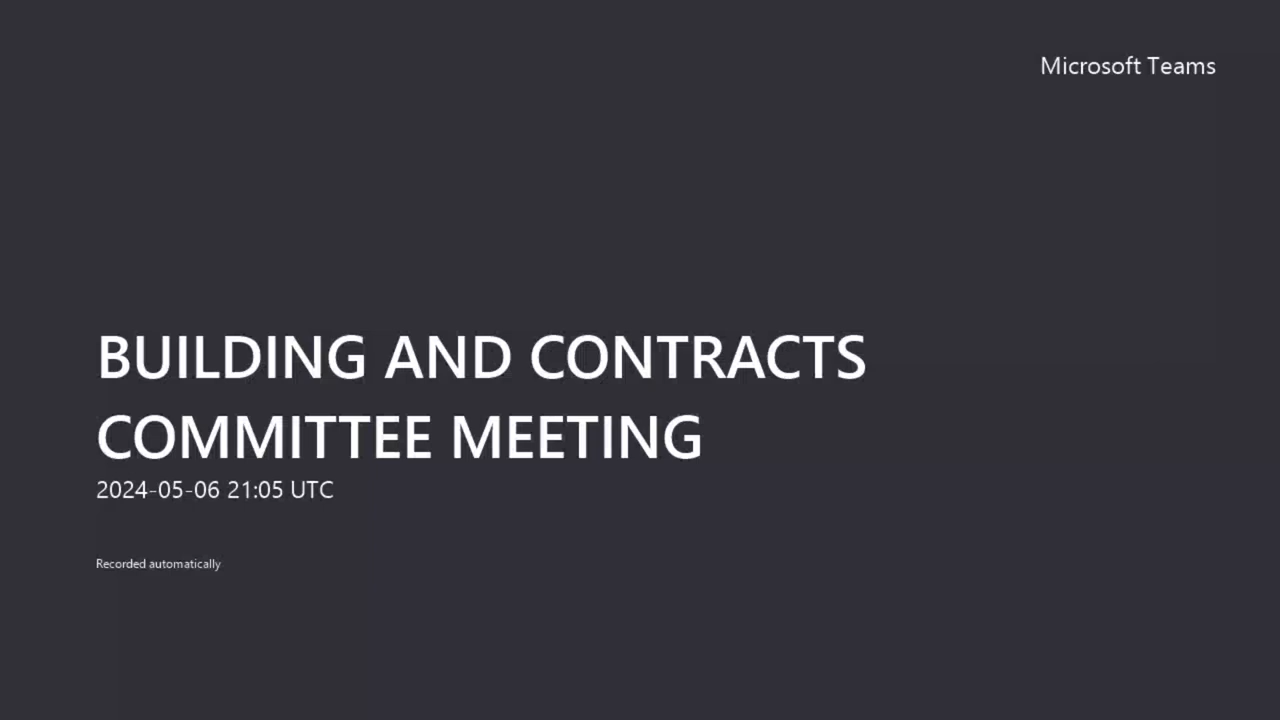 Microsoft Teams
BUILDING AND CONTRACTS
COMMITTEE MEETING
2024-05-06 21:05 UTC
Recorded automatically